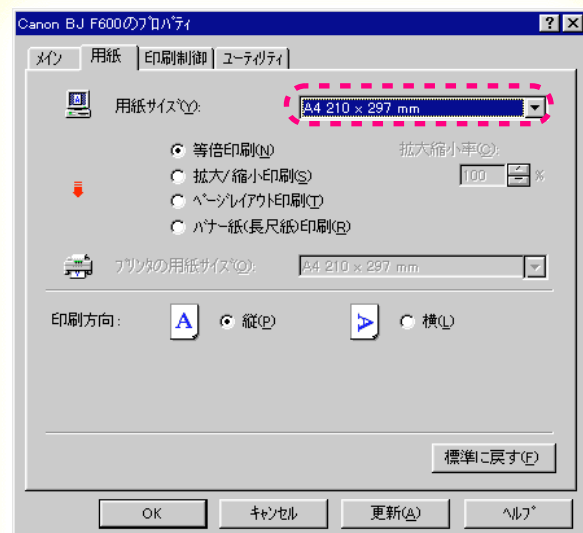 Canon BJ F600のﾌﾟﾛﾊﾟﾃｨ
ﾒｲﾝ 用紙 印刷制御 ﾕｰﾃｨﾘﾃｨ
用紙ｻｲｽﾞ(Y): A4 210 x 297 mm
等倍印刷(N) 拡大縮小率(C):
拡大/縮小印刷(S) 100 %
ﾍﾟｰｼﾞﾚｲｱｳﾄ印刷(T)
ﾊﾞﾅｰ紙(長尺紙)印刷(R)
ﾌﾟﾘﾝﾀの用紙ｻｲｽﾞ(O): A4 210 x 297 mm
印刷方向: A 縦(P) A 横(L)
標準に戻す(F)
OK ｷｬﾝｾﾙ 更新(A) ﾍﾙﾌﾟ